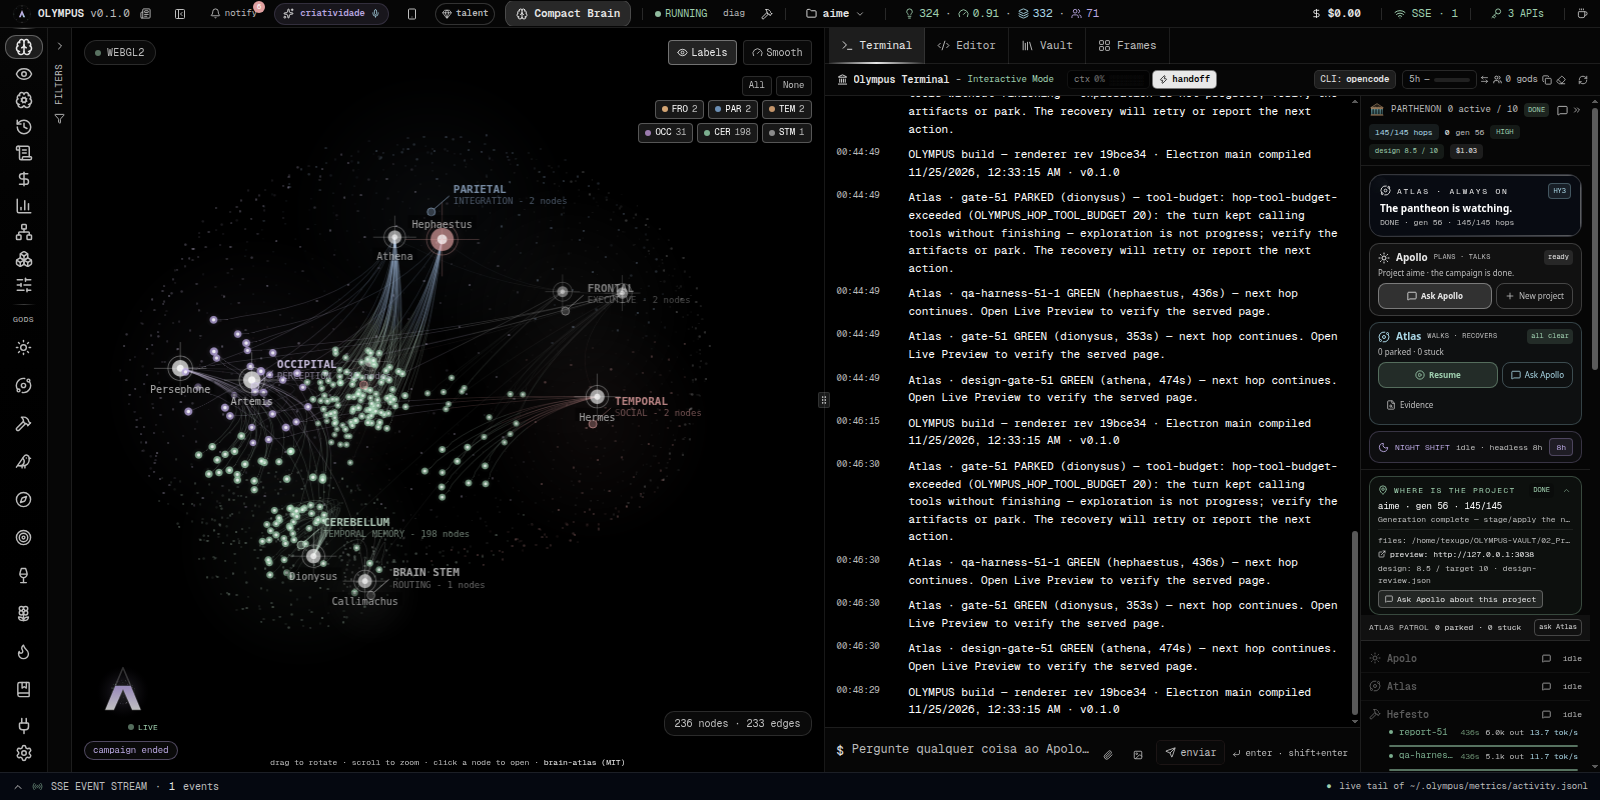 OLYMPUS v0.1.0
notify
6
criatividade
talent
Compact Brain
RUNNING
diag
aime
324 · 0.91 · 332 · 71
$0.00
SSE · 1
3 APIs
FILTERS
GODS
WEBGL2
Labels
Smooth
All
None
FRO 2
PAR 2
TEM 2
OCC 31
CER 198
STM 1
PARIETAL
INTEGRATION - 2 nodes
Hephaestus
Athena
FRONTAL
EXECUTIVE - 2 nodes
OCCIPITAL
Persephone
Artemis
TEMPORAL
SOCIAL - 2 nodes
Hermes
CEREBELLUM
TEMPORAL MEMORY - 198 nodes
Dionysus
BRAIN STEM
ROUTING - 1 nodes
Callimachus
LIVE
campaign ended
236 nodes · 233 edges
drag to rotate · scroll to zoom · click a node to open · brain-atlas (MIT)
Terminal
Editor
Vault
Frames
Olympus Terminal – Interactive Mode
ctx 0%
handoff
CLI: opencode
5h —
0 gods
artifacts or park. The recovery will retry or report the next
action.
00:44:49
OLYMPUS build — renderer rev 19bce34 · Electron main compiled
11/25/2026, 12:33:15 AM · v0.1.0
00:44:49
Atlas · gate-51 PARKED (dionysus) — tool-budget: hop-tool-budget-
exceeded (OLYMPUS_HOP_TOOL_BUDGET 20): the turn kept calling
tools without finishing — exploration is not progress; verify the
artifacts or park. The recovery will retry or report the next
action.
00:44:49
Atlas · qa-harness-51-1 GREEN (hephaestus, 436s) — next hop
continues. Open Live Preview to verify the served page.
00:44:49
Atlas · gate-51 GREEN (dionysus, 353s) — next hop continues. Open
Live Preview to verify the served page.
00:44:49
Atlas · design-gate-51 GREEN (athena, 474s) — next hop continues.
Open Live Preview to verify the served page.
00:46:15
OLYMPUS build — renderer rev 19bce34 · Electron main compiled
11/25/2026, 12:33:15 AM · v0.1.0
00:46:30
Atlas · gate-51 PARKED (dionysus) — tool-budget: hop-tool-budget-
exceeded (OLYMPUS_HOP_TOOL_BUDGET 20): the turn kept calling
tools without finishing — exploration is not progress; verify the
artifacts or park. The recovery will retry or report the next
action.
00:46:30
Atlas · qa-harness-51-1 GREEN (hephaestus, 436s) — next hop
continues. Open Live Preview to verify the served page.
00:46:30
Atlas · gate-51 GREEN (dionysus, 353s) — next hop continues. Open
Live Preview to verify the served page.
00:46:30
Atlas · design-gate-51 GREEN (athena, 474s) — next hop continues.
Open Live Preview to verify the served page.
00:48:29
OLYMPUS build — renderer rev 19bce34 · Electron main compiled
11/25/2026, 12:33:15 AM · v0.1.0
$ Pergunte qualquer coisa ao Apolo…
enviar
enter · shift+enter
PARTHENON 0 active / 10
DONE
145/145 hops
0 gen 56
HIGH
design 8.5 / 10
$1.03
ATLAS · ALWAYS ON
HY3
The pantheon is watching.
DONE · gen 56 · 145/145 hops
Apollo PLANS · TALKS
ready
Project aime · the campaign is done.
Ask Apollo
New project
Atlas WALKS · RECOVERS
all clear
0 parked · 0 stuck
Resume
Ask Apollo
Evidence
NIGHT SHIFT idle · headless 8h
8h
WHERE IS THE PROJECT
DONE
aime · gen 56 · 145/145
Generation complete — stage/apply the n…
files: /home/texugo/OLYMPUS-VAULT/02_Pr…
preview: http://127.0.0.1:3038
design: 8.5 / target 10 · design-
review.json
Ask Apollo about this project
ATLAS PATROL 0 parked · 0 stuck
ask Atlas
Apolo
idle
Atlas
idle
Hefesto
idle
report-51 436s 6.0k out 13.7 tok/s
qa-harnes… 436s 5.1k out 11.7 tok/s
SSE EVENT STREAM · 1 events
live tail of ~/.olympus/metrics/activity.jsonl